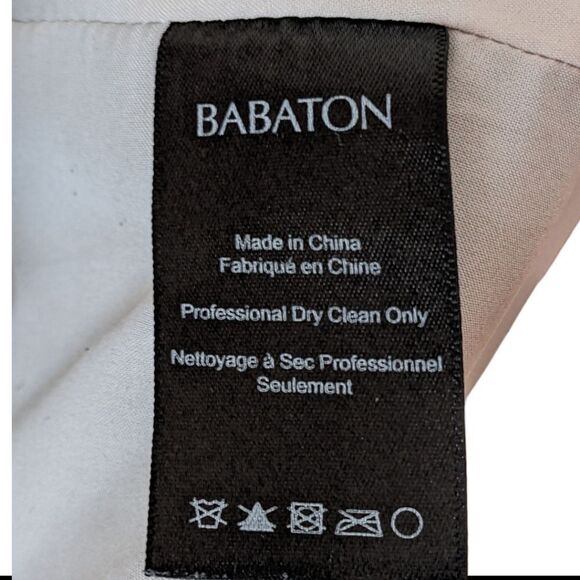 BABATON
Made in China
Fabriqué en Chine
Professional Dry Clean Only
Nettoyage à Sec Professionnel
Seulement